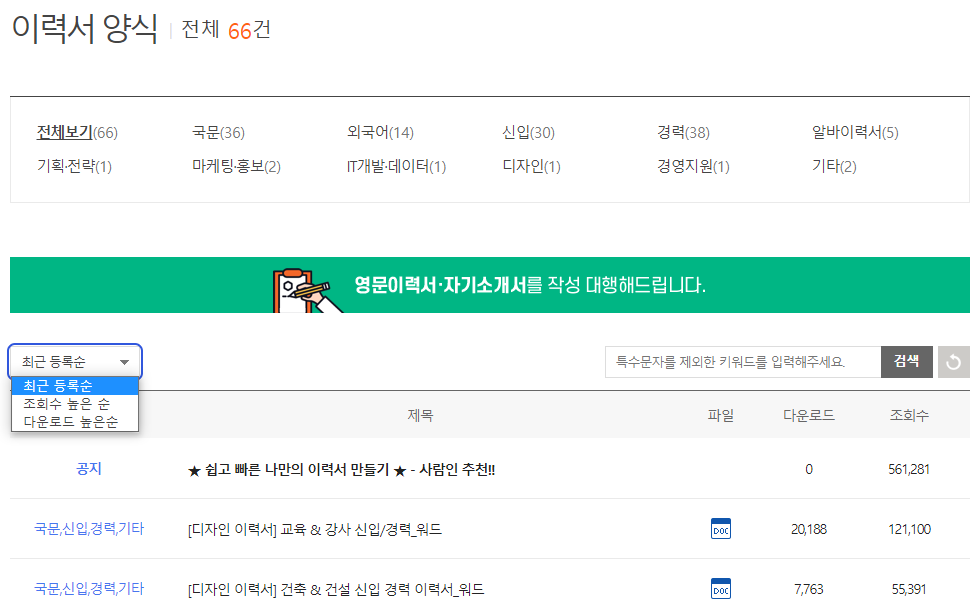 이력서 양식 전체 66건
전체보기(66) 국문(36) 외국어(14) 신입(30) 경력(38) 알바이력서(5)
기획·전략(1) 마케팅·홍보(2) IT개발·데이터(1) 디자인(1) 경영지원(1) 기타(2)
영문이력서·자기소개서를 작성 대행해드립니다.
최근 등록순 특수문자를 제외한 키워드를 입력해주세요. 검색
최근 등록순
조회수 높은 순
다운로드 높은순
제목 파일 다운로드 조회수
공지 ★ 쉽고 빠른 나만의 이력서 만들기 ★ - 사람인 추천!! 0 561,281
국문,신입,경력,기타 [디자인 이력서] 교육 & 강사 신입/경력_워드 DOC 20,188 121,100
국문,신입,경력,기타 [디자인 이력서] 건축 & 건설 신입 경력 이력서_워드 DOC 7,763 55,391